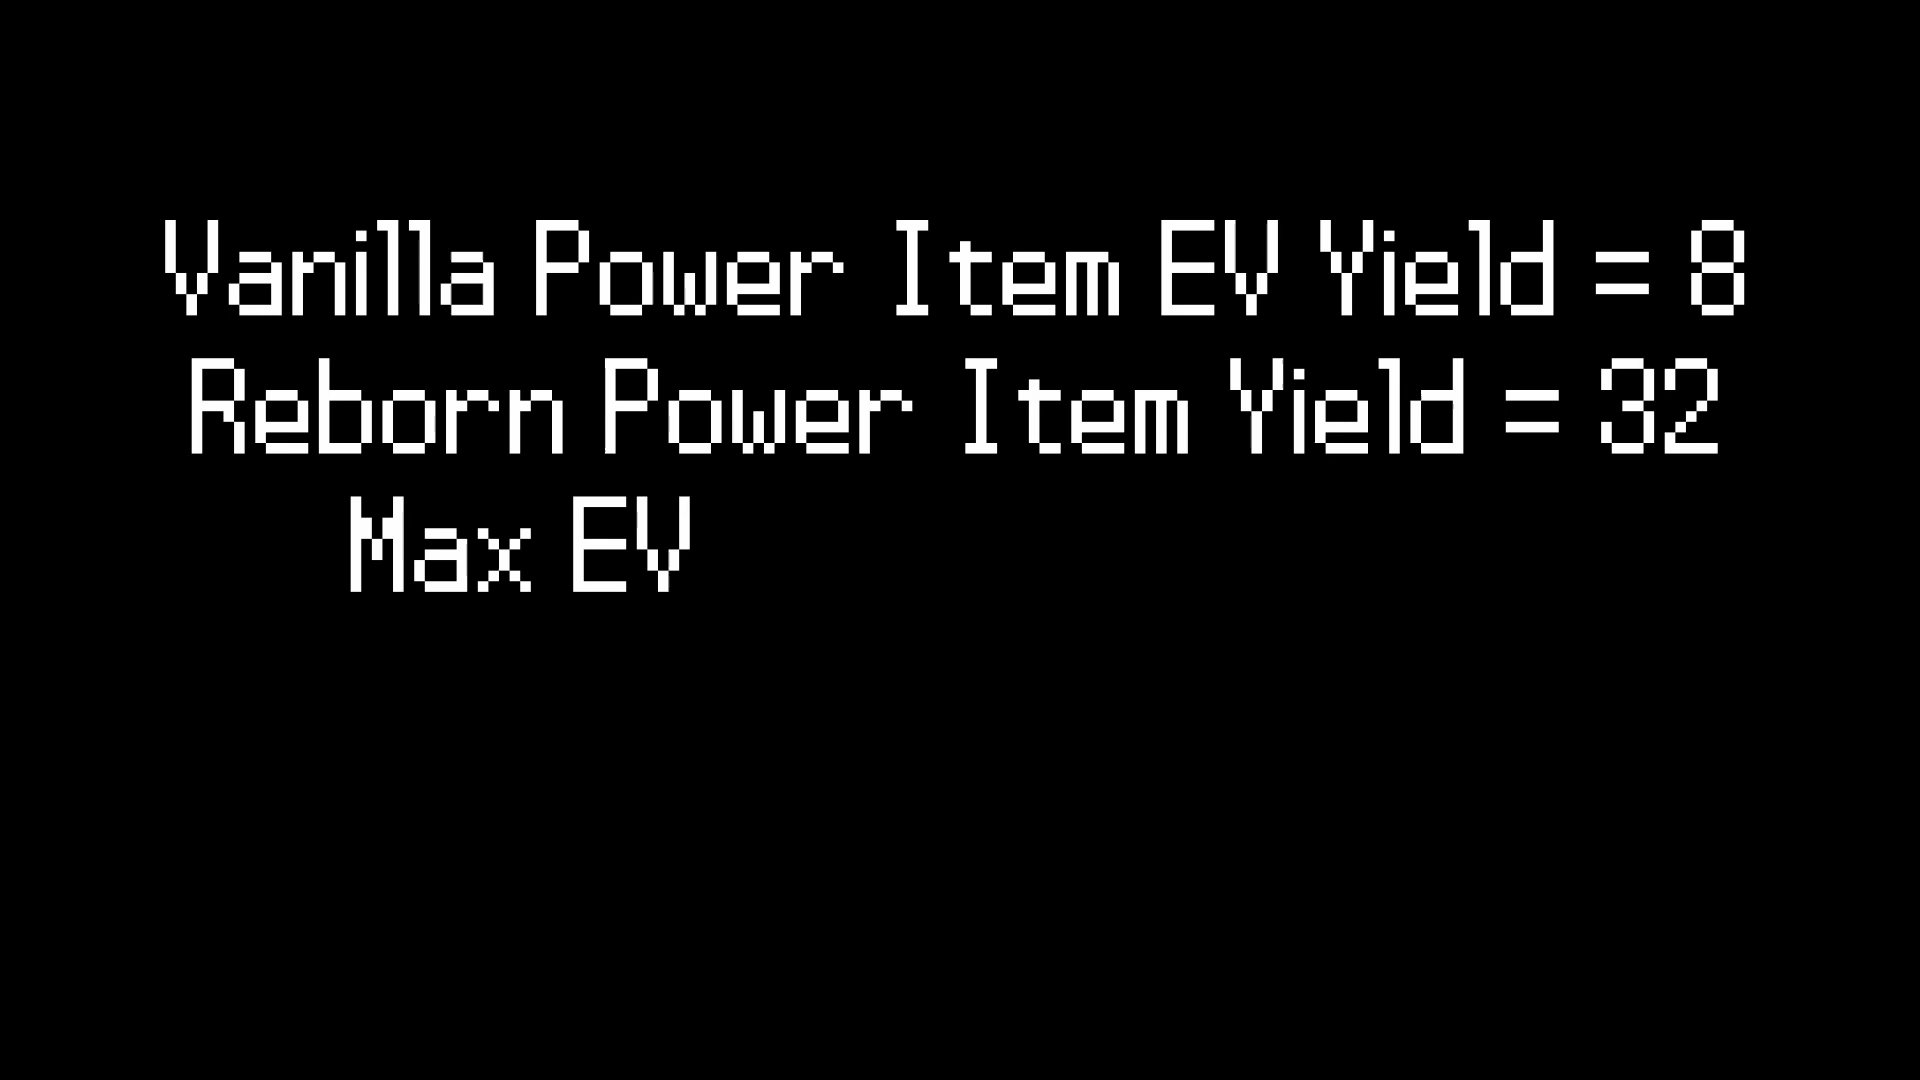 Vanilla Power Item EV Yield = 8
Reborn Power Item Yield = 32
Max EV